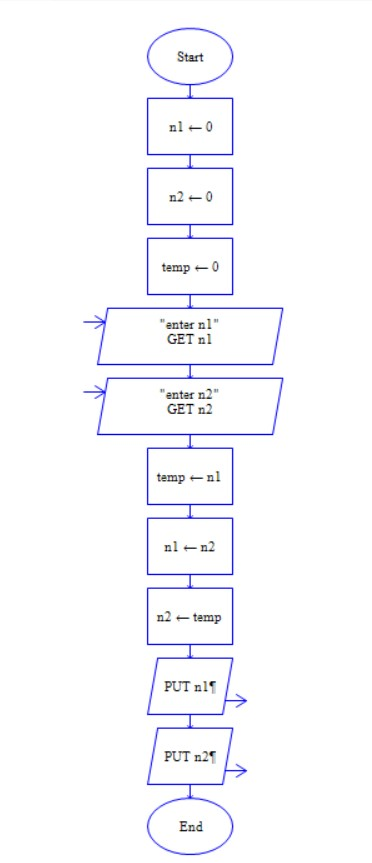 Start
n1 ← 0
n2 ← 0
temp ← 0
"enter n1"
GET n1
"enter n2"
GET n2
temp ← n1
n1 ← n2
n2 ← temp
PUT n1¶
PUT n2¶
End